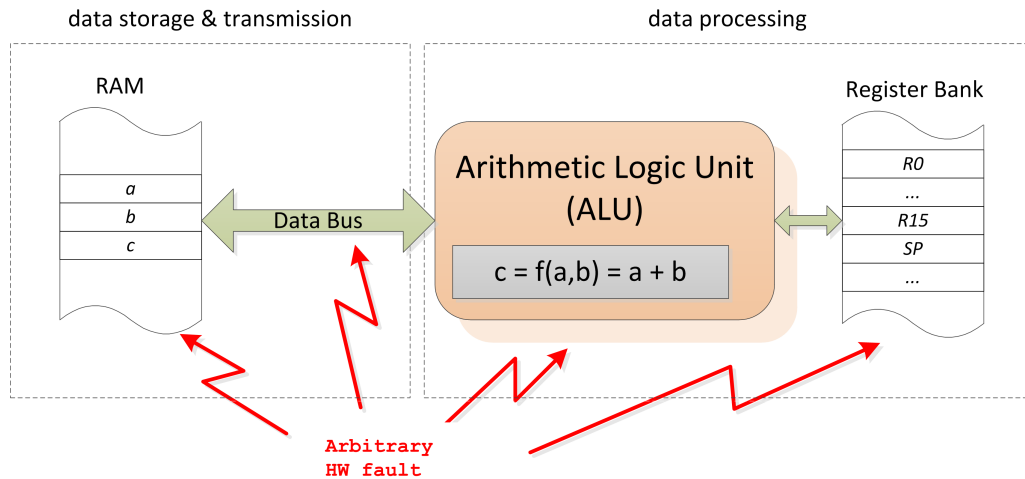 data storage & transmission
data processing
RAM
Register Bank
a
b
c
Data Bus
Arithmetic Logic Unit
(ALU)
c = f(a,b) = a + b
R0
...
R15
SP
...
Arbitrary
HW fault